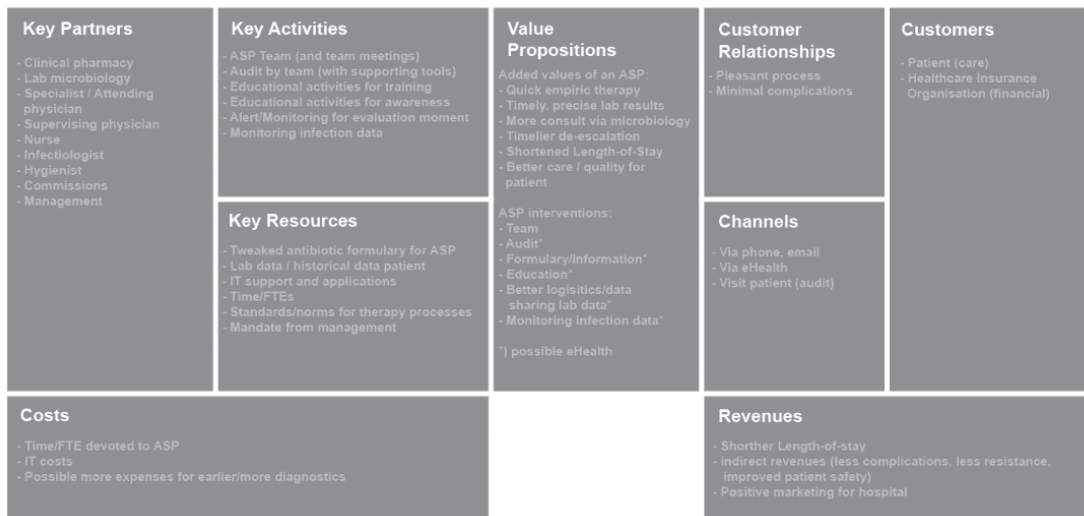 Key Partners
- Clinical pharmacy
- Lab microbiology
- Specialist / Attending
physician
- Supervising physician
- Nurse
- Infectiologist
- Hygienist
- Commissions
- Management
Key Activities
- ASP Team (and team meetings)
- Audit by team (with supporting tools)
- Educational activities for training
- Educational activities for awareness
- Alert/Monitoring for evaluation moment
- Monitoring infection data
Key Resources
- Tweaked antibiotic formulary for ASP
- Lab data / historical data patient
- IT support and applications
- Time/FTEs
- Standards/norms for therapy processes
- Mandate from management
Value
Propositions
Added values of an ASP:
- Quick empiric therapy
- Timely, precise lab results
- More consult via microbiology
- Timelier de-escalation
- Shortened Length-of-Stay
- Better care / quality for
patient
ASP interventions:
- Team
- Audit*
- Formulary/Information*
- Education*
- Better logisitics/data
sharing lab data*
- Monitoring infection data*
*) possible eHealth
Customer
Relationships
- Pleasant process
- Minimal complications
Channels
- Via phone, email
- Via eHealth
- Visit patient (audit)
Customers
- Patient (care)
- Healthcare Insurance
Organisation (financial)
Costs
- Time/FTE devoted to ASP
- IT costs
- Possible more expenses for earlier/more diagnostics
Revenues
- Shorther Length-of-stay
- indirect revenues (less complications, less resistance,
improved patient safety)
- Positive marketing for hospital